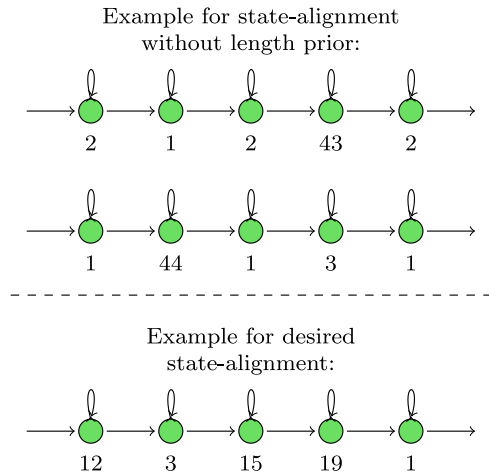 Example for state-alignment
without length prior:
2 1 2 43 2
1 44 1 3 1
Example for desired
state-alignment:
12 3 15 19 1